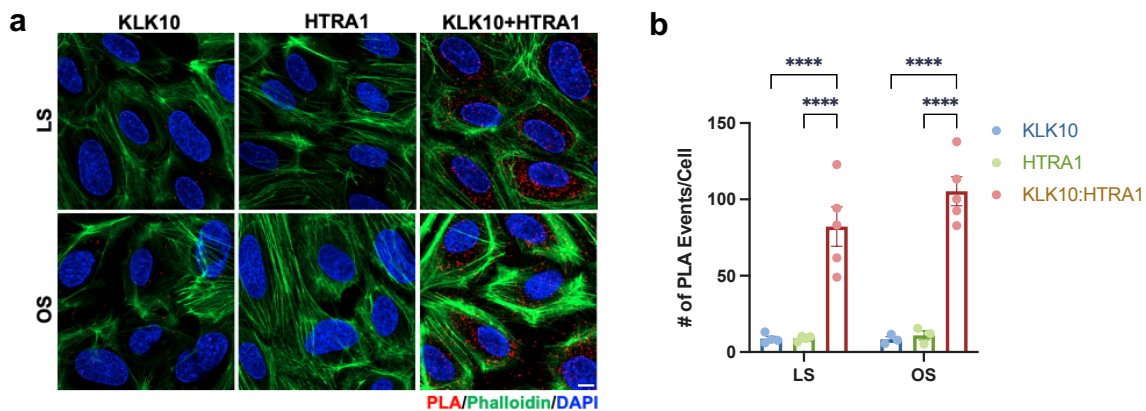 a
KLK10 HTRA1 KLK10+HTRA1
LS
OS
PLA/Phalloidin/DAPI
b
**** ****
**** ****
# of PLA Events/Cell
150
100
50
0
LS OS
KLK10
HTRA1
KLK10:HTRA1